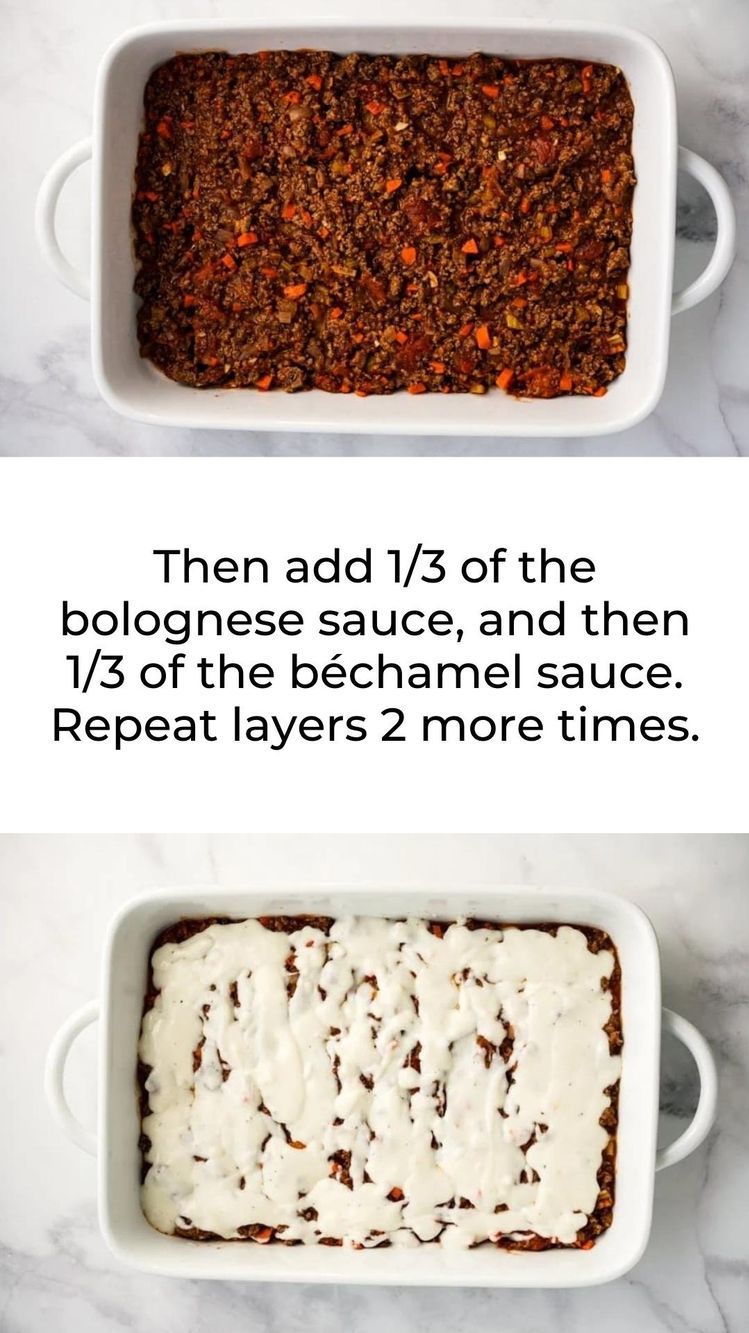 Then add 1/3 of the
bolognese sauce, and then
1/3 of the béchamel sauce.
Repeat layers 2 more times.